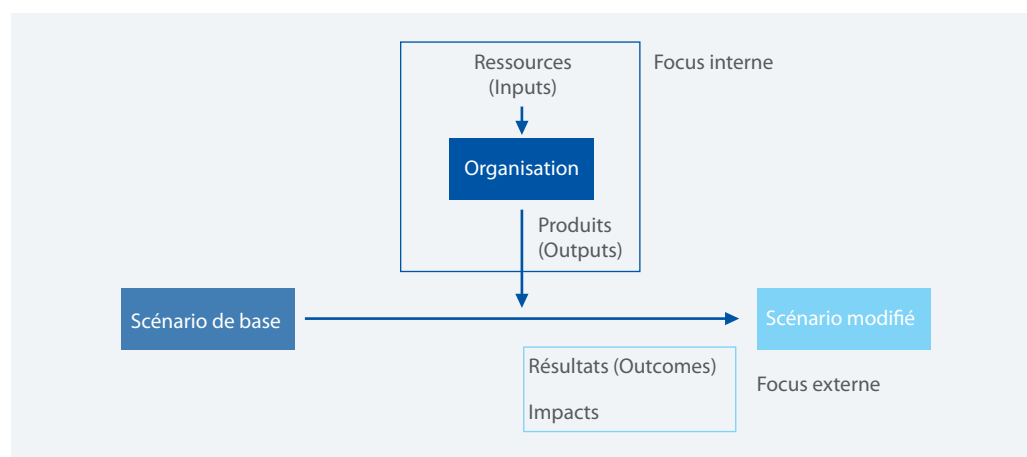 Ressources
(Inputs)
Focus interne
Organisation
Produits
(Outputs)
Scénario de base
Scénario modifié
Résultats (Outcomes)
Impacts
Focus externe